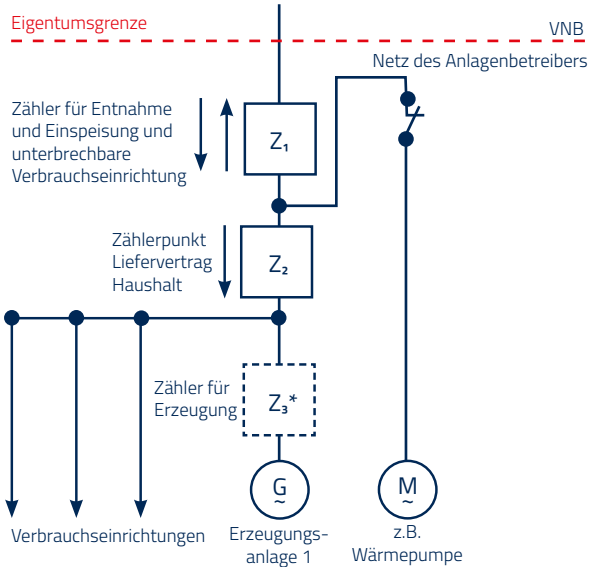 Eigentumsgrenze
VNB
Netz des Anlagenbetreibers
Zähler für Entnahme
und Einspeisung und
unterbrechbare
Verbrauchseinrichtung
Z₁
Zählerpunkt
Liefervertrag
Haushalt
Z₂
Zähler für
Erzeugung
Z₃*
G
~
M
~
Verbrauchseinrichtungen
Erzeugungs-
anlage 1
z.B.
Wärmepumpe